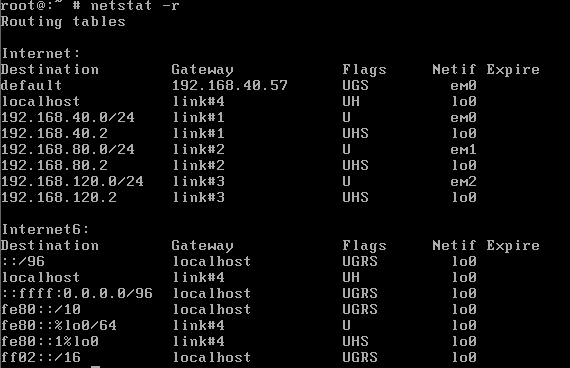 root@:~ # netstat -r
Routing tables
Internet:
Destination Gateway Flags Netif Expire
default 192.168.40.57 UGS em0
localhost link#4 UH lo0
192.168.40.0/24 link#1 U em0
192.168.40.2 link#1 UHS lo0
192.168.80.0/24 link#2 U em1
192.168.80.2 link#2 UHS lo0
192.168.120.0/24 link#3 U em2
192.168.120.2 link#3 UHS lo0
Internet6:
Destination Gateway Flags Netif Expire
::/96 localhost UGRS lo0
localhost link#4 UH lo0
::ffff:0.0.0.0/96 localhost UGRS lo0
fe80::/10 localhost UGRS lo0
fe80::%lo0/64 link#4 U lo0
fe80::1%lo0 link#4 UHS lo0
ff02::/16 localhost UGRS lo0